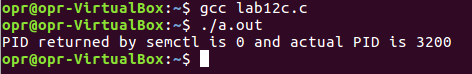 opr@opr-VirtualBox:~$ gcc lab12c.c
opr@opr-VirtualBox:~$ ./a.out
PID returned by semctl is 0 and actual PID is 3200
opr@opr-VirtualBox:~$